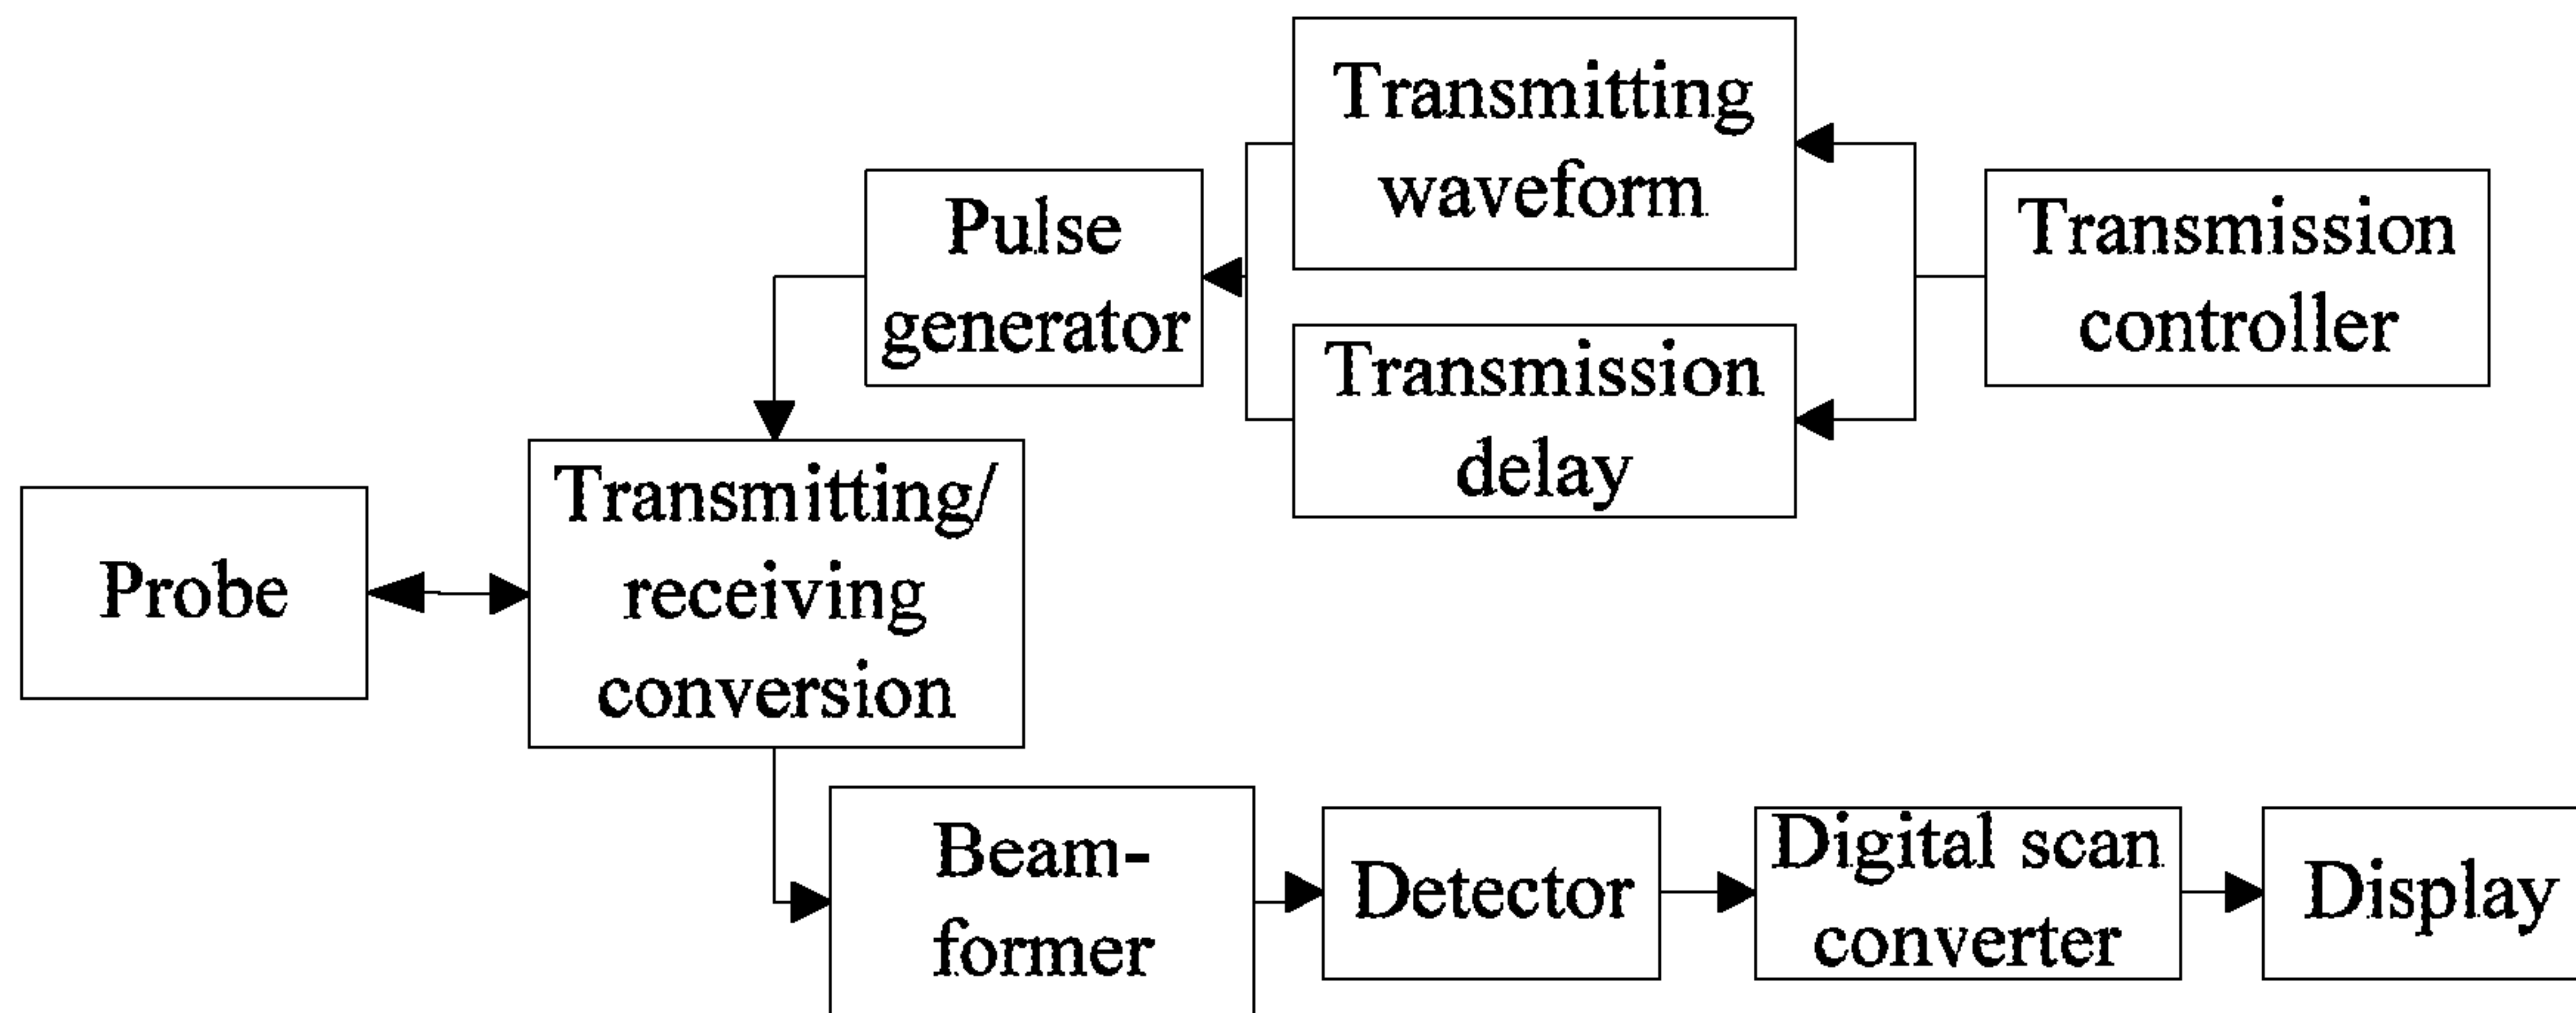 Transmitting
waveform
Pulse
generator
Transmission
controller
Transmission
delay
Transmitting/
receiving
conversion
Probe
Beam-
former
Detector
Digital scan
converter
Display